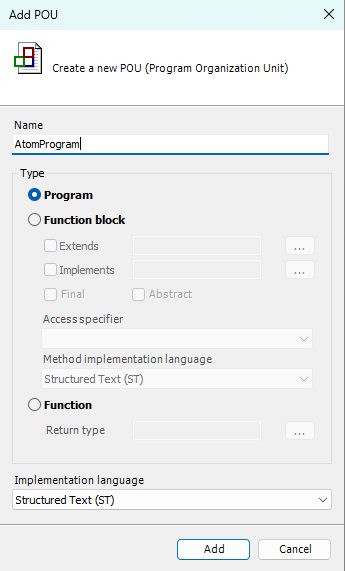 Add POU
Create a new POU (Program Organization Unit)
Name
AtomProgram
Type
Program
Function block
Extends
...
Implements
...
Final Abstract
Access specifier
Method implementation language
Structured Text (ST)
Function
Return type
...
Implementation language
Structured Text (ST)
Add Cancel